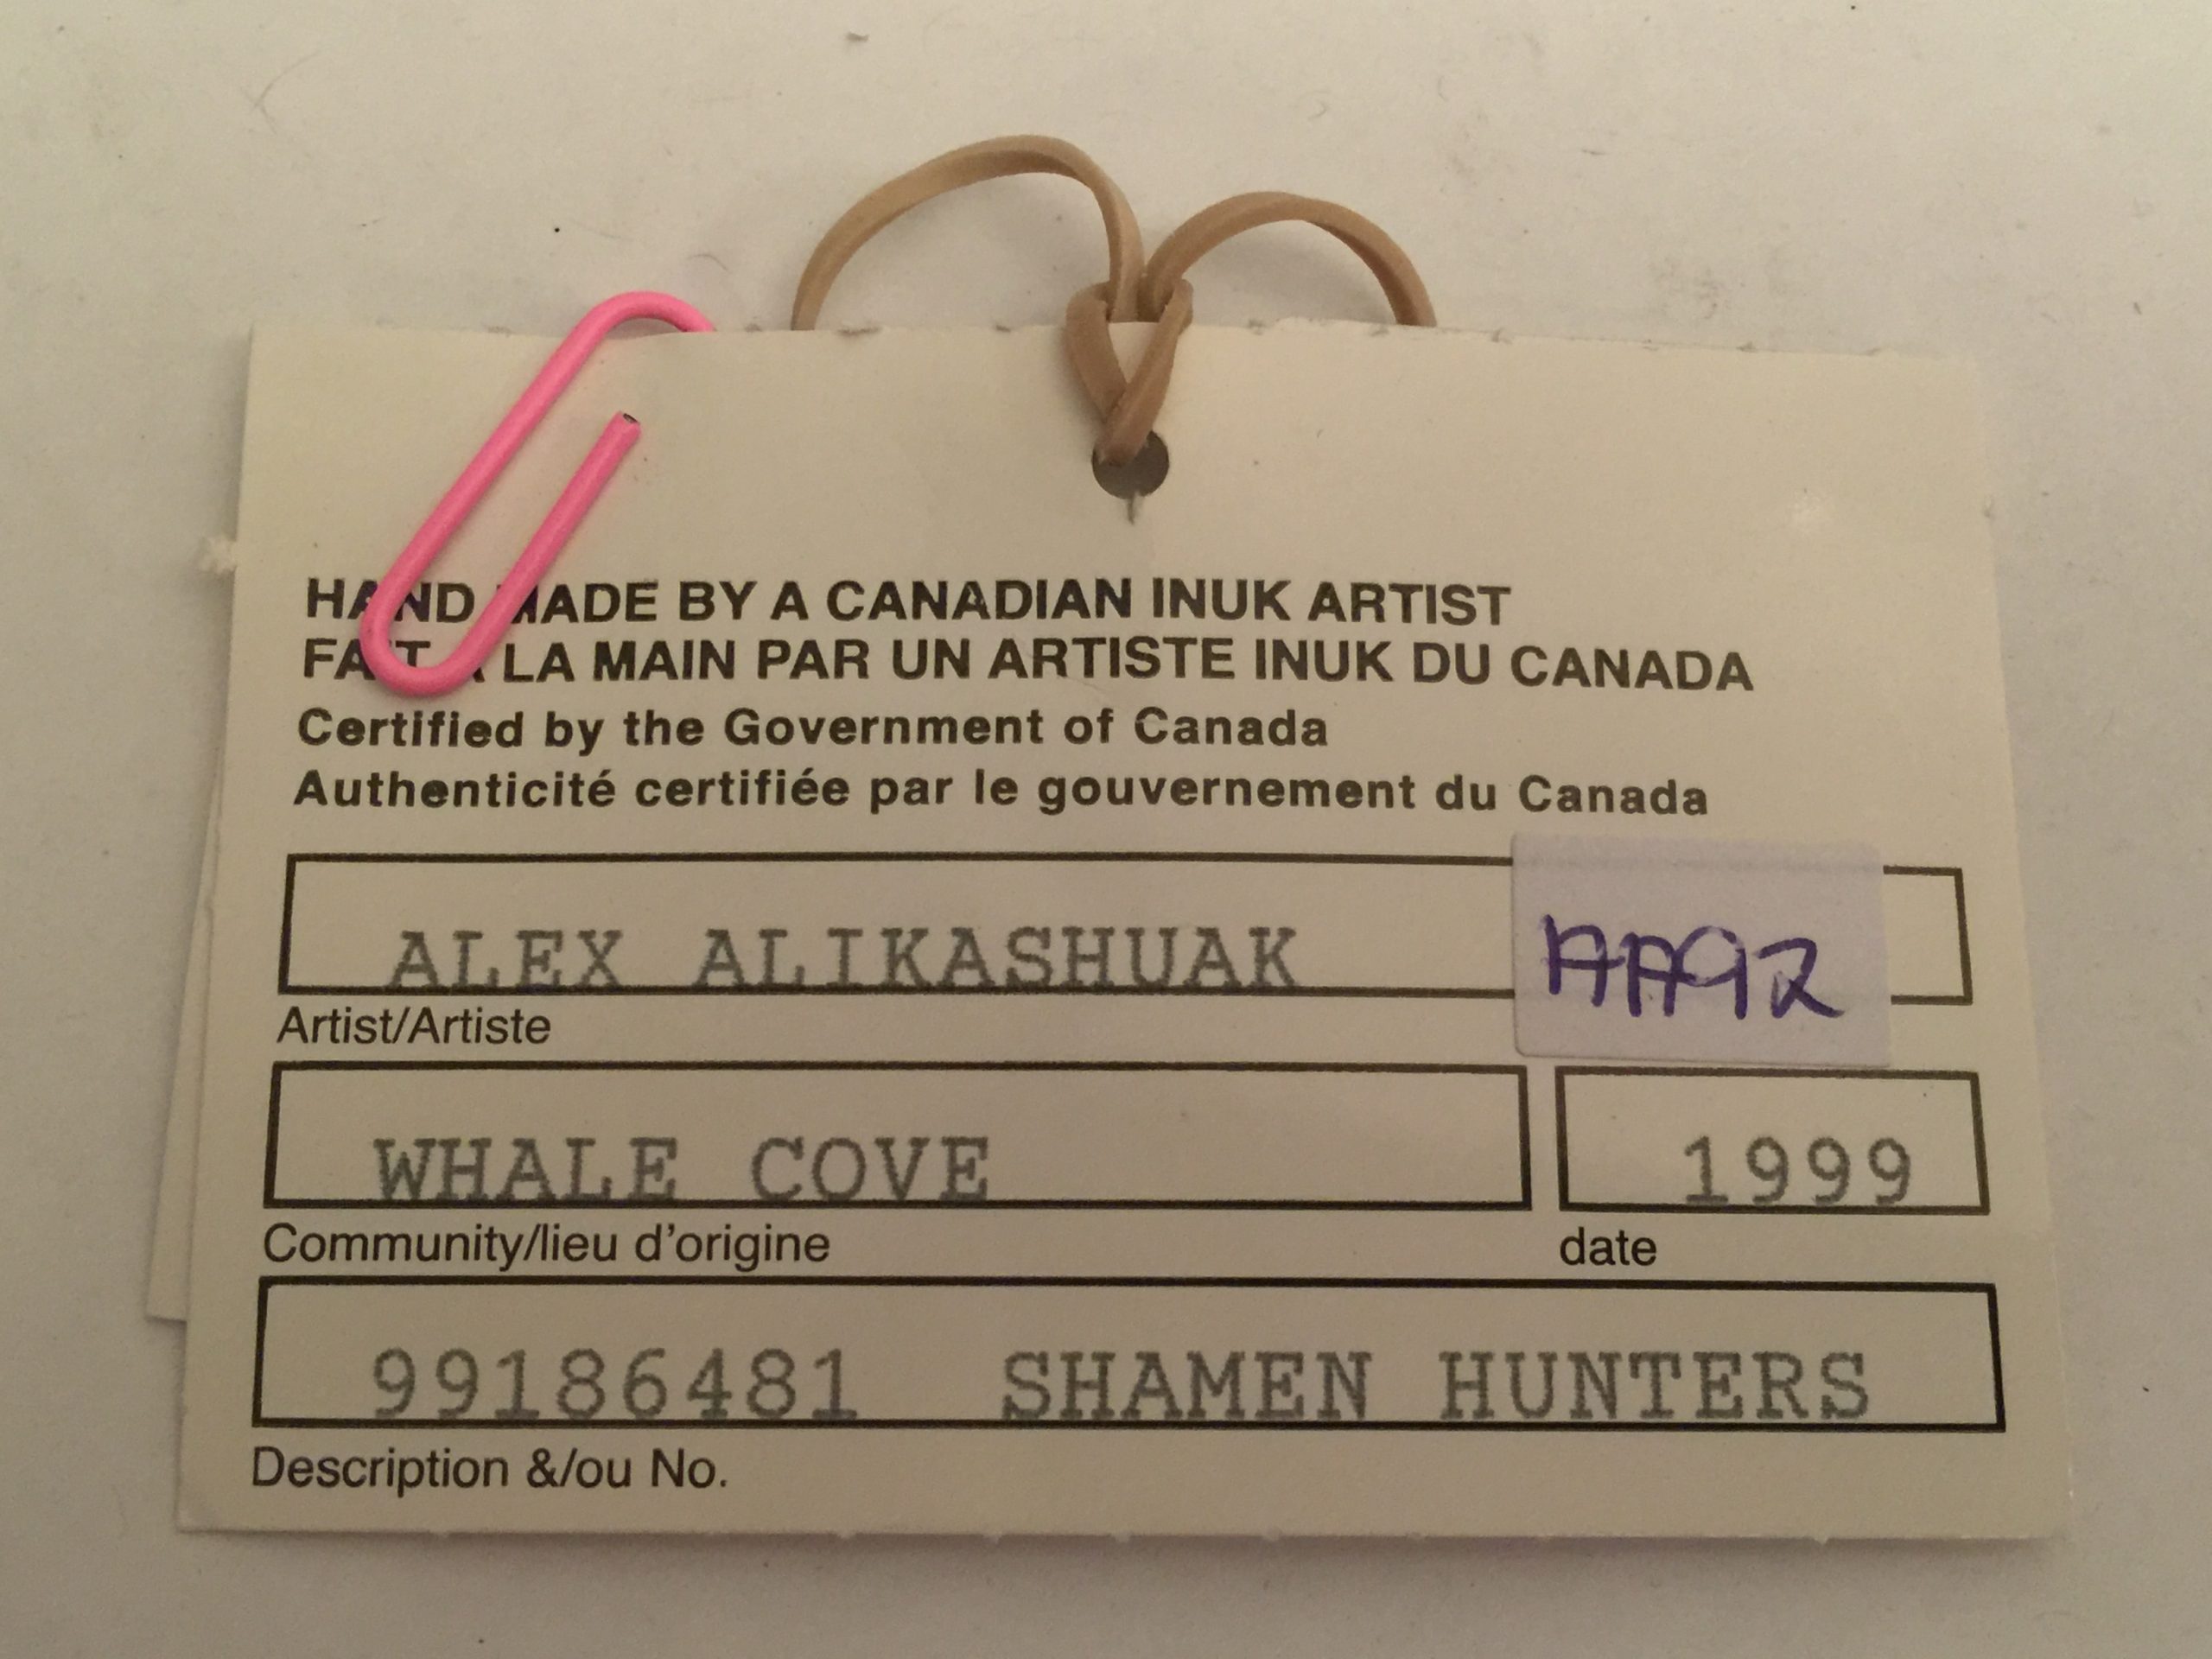 HAND MADE BY A CANADIAN INUK ARTIST
FAIT À LA MAIN PAR UN ARTISTE INUK DU CANADA
Certified by the Government of Canada
Authenticité certifiée par le gouvernement du Canada
ALEX ALIKASHUAK AA92
Artist/Artiste
WHALE COVE 1999
Community/lieu d'origine date
99186481 SHAMEN HUNTERS
Description &/ou No.